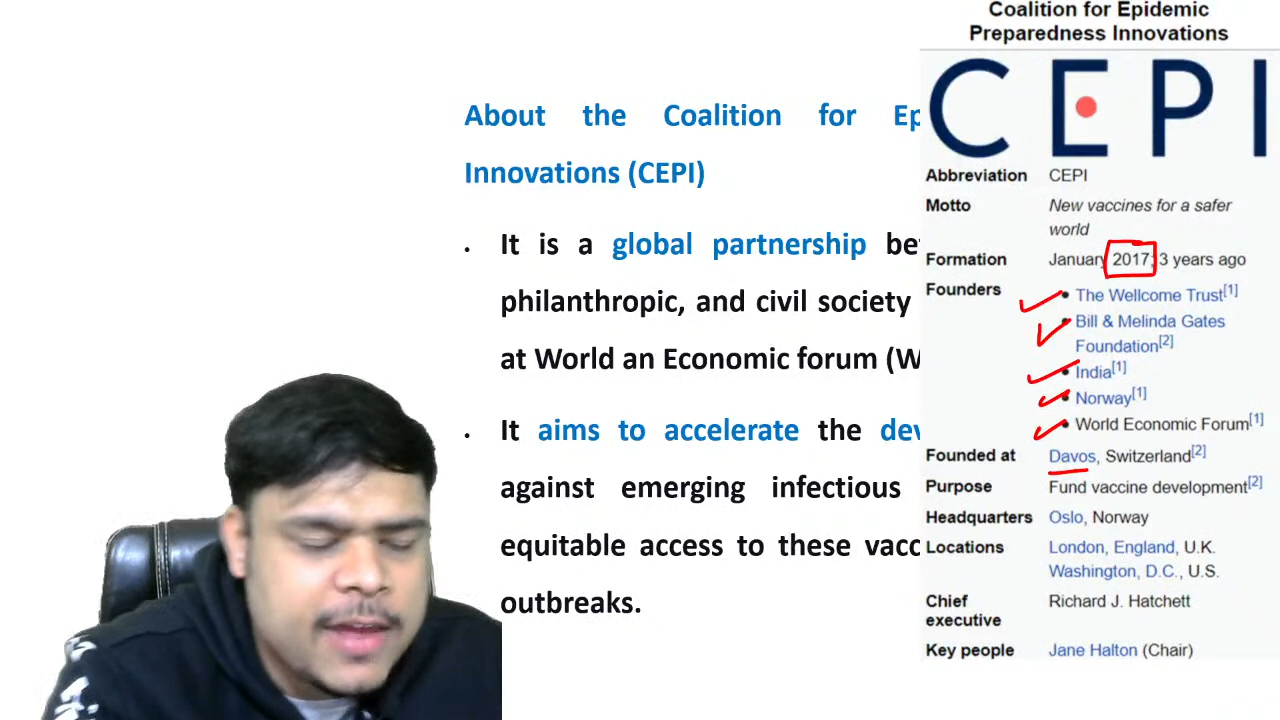 About the Coalition for Ep
Innovations (CEPI)
• It is a global partnership be
philanthropic, and civil society
at World an Economic forum (W
• It aims to accelerate the dev
against emerging infectious
equitable access to these vacc
outbreaks.
Coalition for Epidemic
Preparedness Innovations
CEPI
Abbreviation CEPI
Motto New vaccines for a safer
world
Formation January 2017; 3 years ago
Founders • The Wellcome Trust[1]
• Bill & Melinda Gates
Foundation[2]
• India[1]
• Norway[1]
• World Economic Forum[1]
Founded at Davos, Switzerland[2]
Purpose Fund vaccine development[2]
Headquarters Oslo, Norway
Locations London, England, U.K.
Washington, D.C., U.S.
Chief
executive Richard J. Hatchett
Key people Jane Halton (Chair)